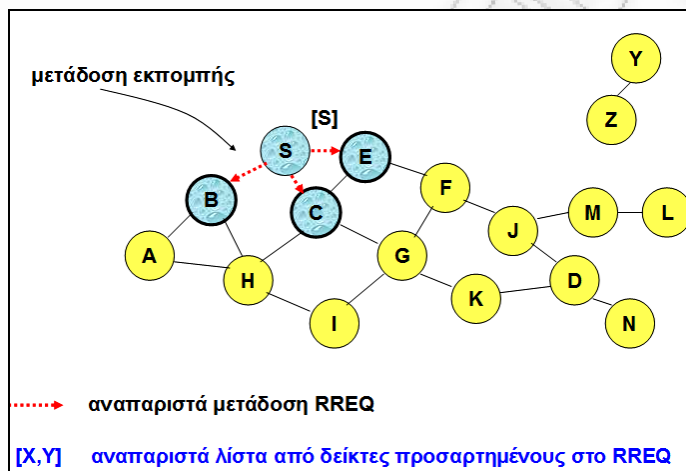 Y
μετάδοση εκπομπής
[S]
Z
S
E
B
C
F
M
L
A
J
H
G
D
K
I
N
αναπαριστά μετάδοση RREQ
[X,Y] αναπαριστά λίστα από δείκτες προσαρτημένους στο RREQ